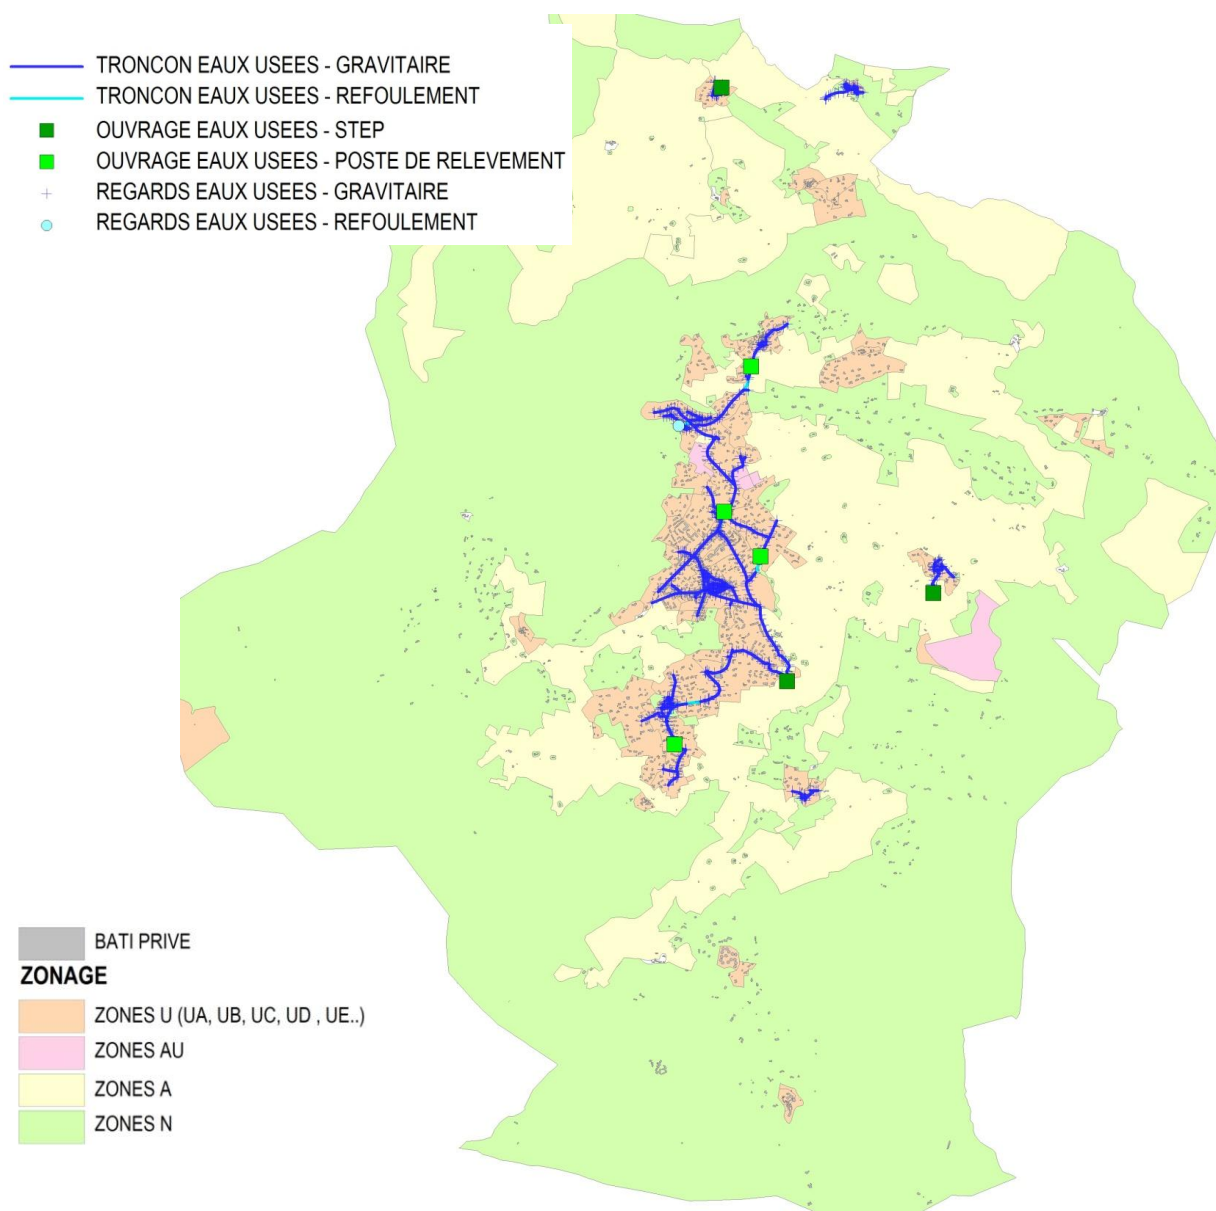 TRONCON EAUX USEES - GRAVITAIRE
TRONCON EAUX USEES - REFOULEMENT
OUVRAGE EAUX USEES - STEP
OUVRAGE EAUX USEES - POSTE DE RELEVEMENT
REGARDS EAUX USEES - GRAVITAIRE
REGARDS EAUX USEES - REFOULEMENT
BATI PRIVE
ZONAGE
ZONES U (UA, UB, UC, UD , UE..)
ZONES AU
ZONES A
ZONES N